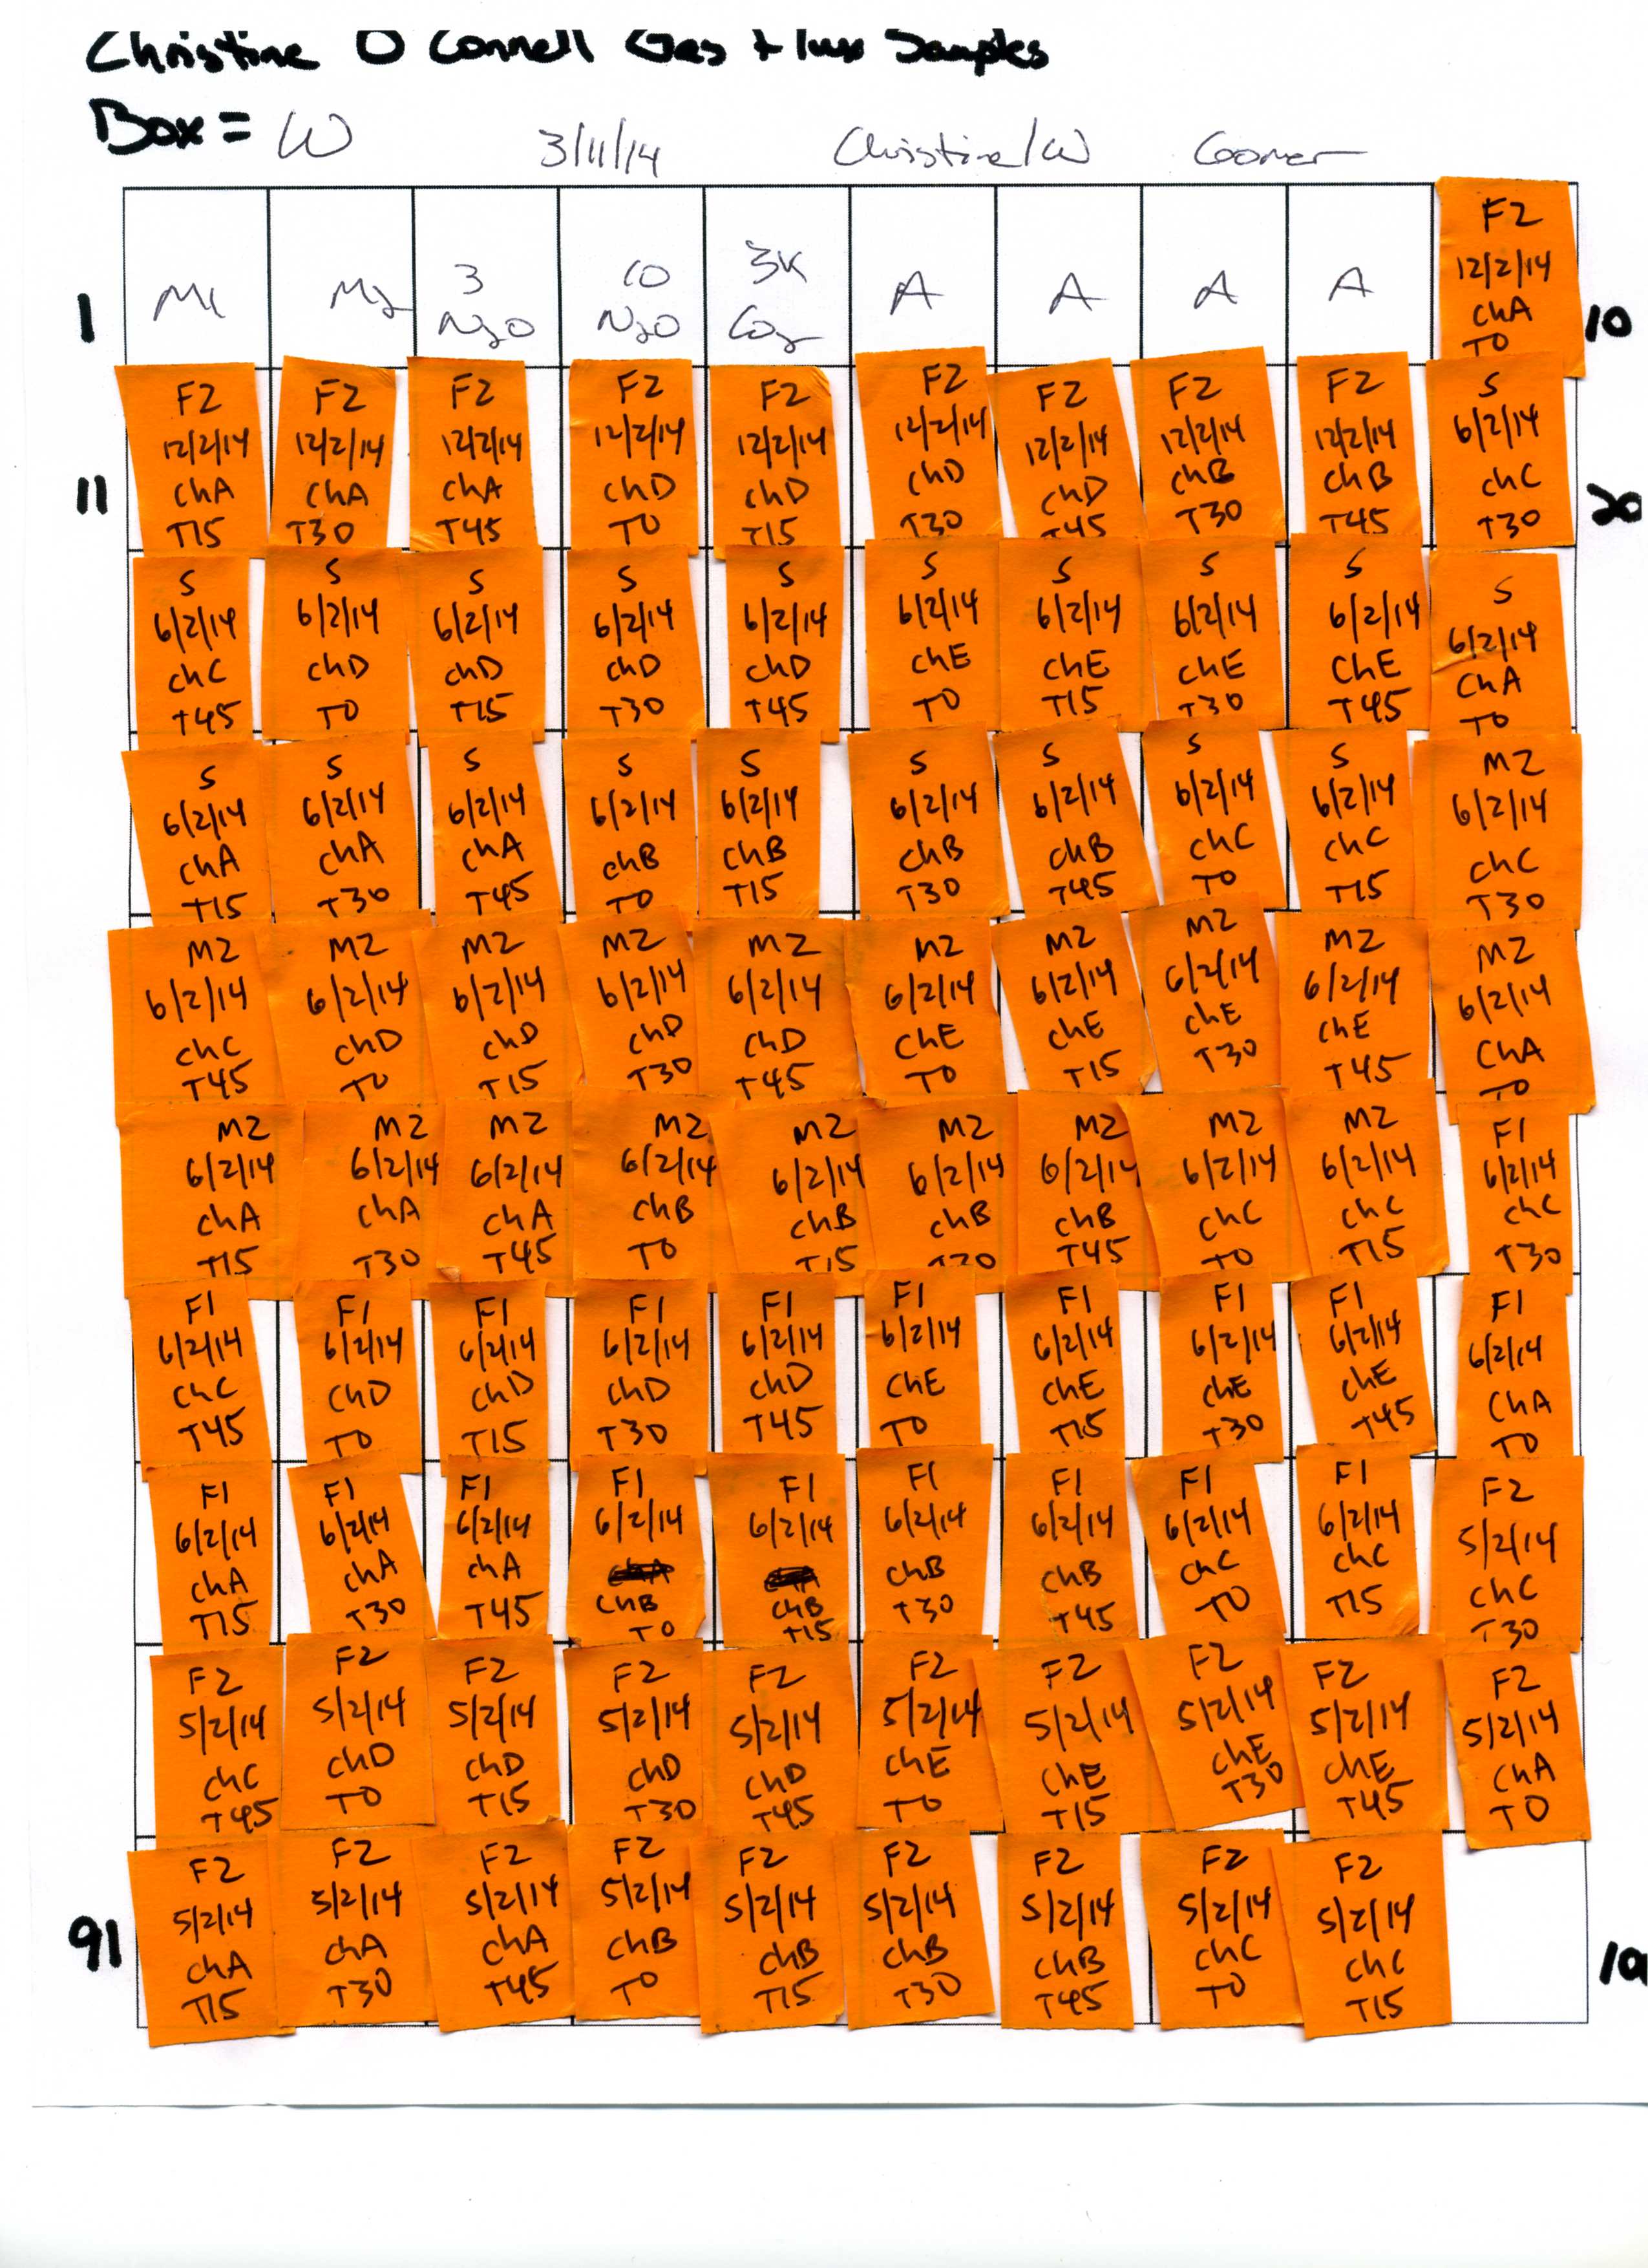 Christine O Connell Gas Flux Samples
Box = W 3/11/14 Christine/W
1
M1
M2
3
N2O
10
N2O
3K
CO2
A
A
A
A
F2
12/2/14
ChA
T0
10
11
F2
12/2/14
ChA
T15
F2
12/2/14
ChA
T30
F2
12/2/14
ChA
T45
F2
12/2/14
ChD
T0
F2
12/2/14
ChD
T15
F2
12/2/14
ChD
T30
F2
12/2/14
ChD
T45
F2
12/2/14
ChB
T30
F2
12/2/14
ChB
T45
S
6/2/14
ChC
T30
20
S
6/2/14
ChC
T45
S
6/2/14
ChD
T0
S
6/2/14
ChD
T15
S
6/2/14
ChD
T30
S
6/2/14
ChD
T45
S
6/2/14
ChE
T0
S
6/2/14
ChE
T15
S
6/2/14
ChE
T30
S
6/2/14
ChE
T45
S
6/2/14
ChA
T0
S
6/2/14
ChA
T15
S
6/2/14
ChA
T30
S
6/2/14
ChA
T45
S
6/2/14
ChB
T0
S
6/2/14
ChB
T15
S
6/2/14
ChB
T30
S
6/2/14
ChB
T45
S
6/2/14
ChC
T0
S
6/2/14
ChC
T15
M2
6/2/14
ChC
T30
M2
6/2/14
ChC
T45
M2
6/2/14
ChD
T0
M2
6/2/14
ChD
T15
M2
6/2/14
ChD
T30
M2
6/2/14
ChD
T45
M2
6/2/14
ChE
T0
M2
6/2/14
ChE
T15
M2
6/2/14
ChE
T30
M2
6/2/14
ChE
T45
M2
6/2/14
ChA
T0
M2
6/2/14
ChA
T15
M2
6/2/14
ChA
T30
M2
6/2/14
ChA
T45
M2
6/2/14
ChB
T0
M2
6/2/14
ChB
T15
M2
6/2/14
ChB
T30
M2
6/2/14
ChB
T45
M2
6/2/14
ChC
T0
M2
6/2/14
ChC
T15
F1
6/2/14
ChC
T30
F1
6/2/14
ChC
T45
F1
6/2/14
ChD
T0
F1
6/2/14
ChD
T15
F1
6/2/14
ChD
T30
F1
6/2/14
ChD
T45
F1
6/2/14
ChE
T0
F1
6/2/14
ChE
T15
F1
6/2/14
ChE
T30
F1
6/2/14
ChE
T45
F1
6/2/14
ChA
T0
F1
6/2/14
ChA
T15
F1
6/2/14
ChA
T30
F1
6/2/14
ChA
T45
F1
6/2/14
ChB
T0
F1
6/2/14
ChB
T15
F1
6/2/14
ChB
T30
F1
6/2/14
ChB
T45
F1
6/2/14
ChC
T0
F1
6/2/14
ChC
T15
F2
5/2/14
ChC
T30
F2
5/2/14
ChC
T45
F2
5/2/14
ChD
T0
F2
5/2/14
ChD
T15
F2
5/2/14
ChD
T30
F2
5/2/14
ChD
T45
F2
5/2/14
ChE
T0
F2
5/2/14
ChE
T15
F2
5/2/14
ChE
T30
F2
5/2/14
ChE
T45
F2
5/2/14
ChA
T0
91
F2
5/2/14
ChA
T15
F2
5/2/14
ChA
T30
F2
5/2/14
ChA
T45
F2
5/2/14
ChB
T0
F2
5/2/14
ChB
T15
F2
5/2/14
ChB
T30
F2
5/2/14
ChB
T45
F2
5/2/14
ChC
T0
F2
5/2/14
ChC
T15